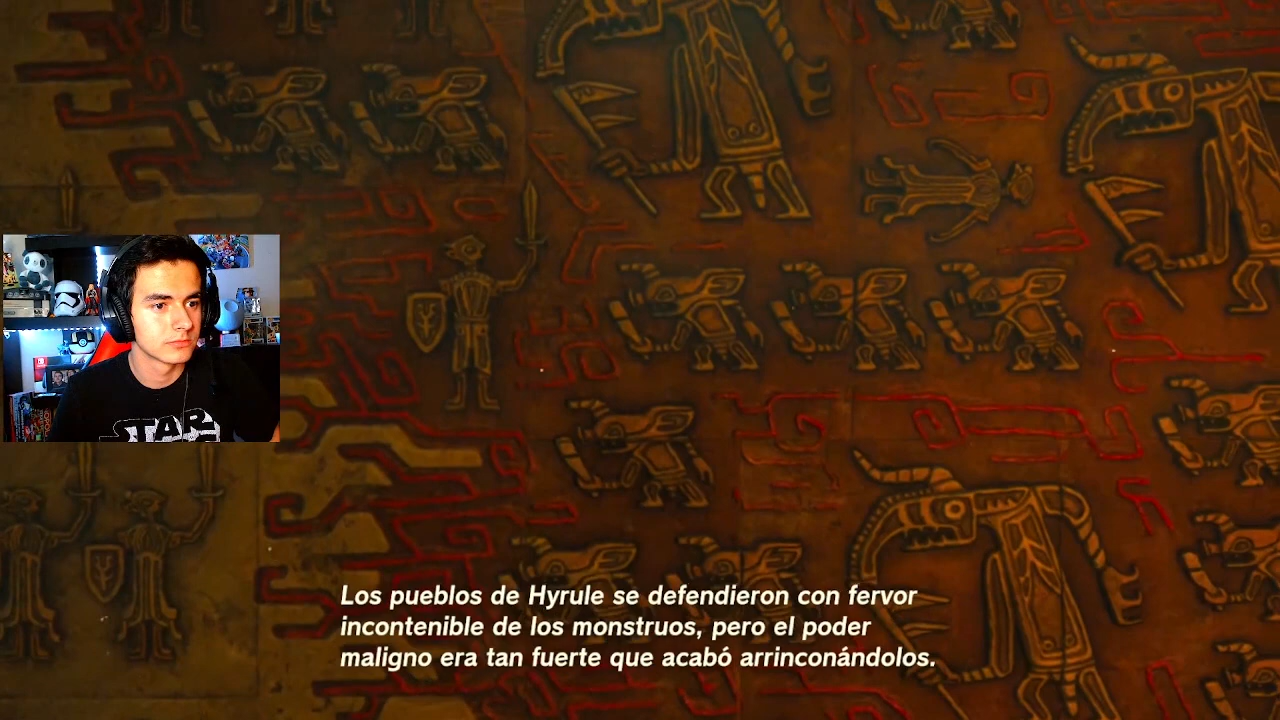 STAR
Los pueblos de Hyrule se defendieron con fervor
incontenible de los monstruos, pero el poder
maligno era tan fuerte que acabó arrinconándolos.